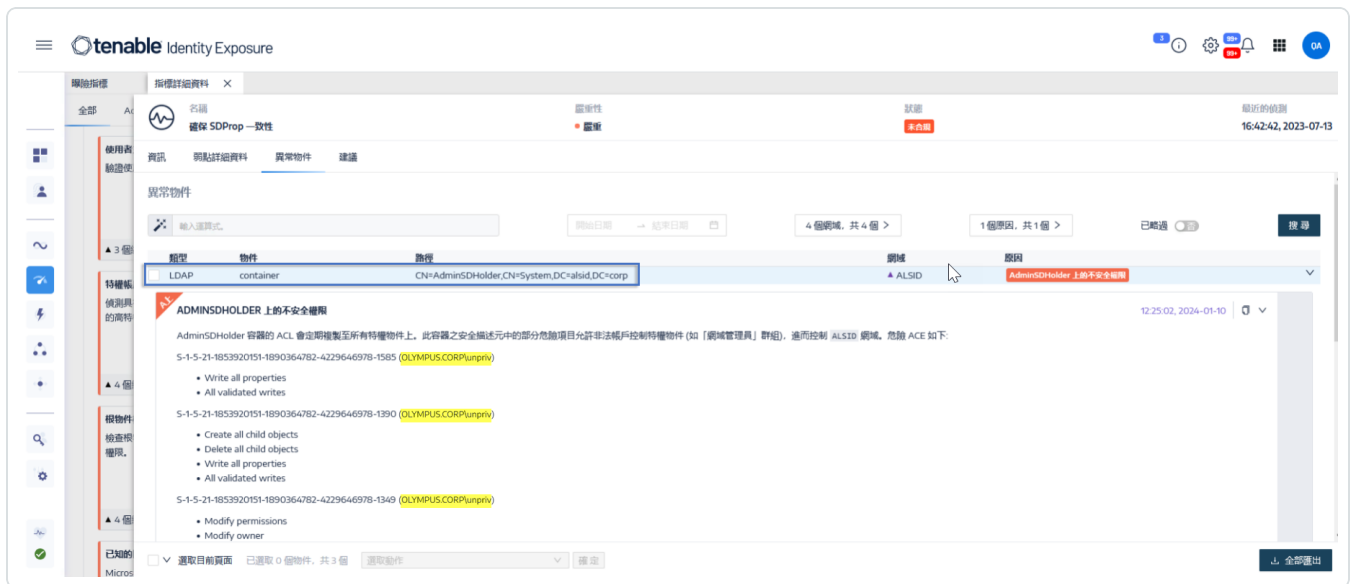 tenable Identity Exposure
3
99+
99+
QA
曝險指標
指標詳細資料
全部
名稱
確保 SDProp 一致性
嚴重性
嚴重
狀態
未合規
最近的偵測
16:42:42, 2023-07-13
使用者
驗證使
▲ 3 個
特權帳
偵測具
的高特
▲ 4 個
根物件
檢查根
權限。
▲ 4 個
已知的
Micros
資訊
弱點詳細資料
異常物件
建議
異常物件
輸入運算式。
開始日期 → 結束日期
4 個網域，共 4 個 >
1 個原因，共 1 個 >
已略過
否
搜尋
類型 物件 路徑 網域 原因
LDAP container CN=AdminSDHolder,CN=System,DC=alsid,DC=corp ▲ ALSID AdminSDHolder 上的不安全權限
ADMINSDHOLDER 上的不安全權限
12:25:02, 2024-01-10
AdminSDHolder 容器的 ACL 會定期複製至所有特權物件上。此容器之安全描述元中的部分危險項目允許非法帳戶控制特權物件 (如「網域管理員」群組)，進而控制 ALSID 網域。危險 ACE 如下:
S-1-5-21-1853920151-1890364782-4229646978-1585 (OLYMPUS.CORP\unpriv)
• Write all properties
• All validated writes
S-1-5-21-1853920151-1890364782-4229646978-1390 (OLYMPUS.CORP\unpriv)
• Create all child objects
• Delete all child objects
• Write all properties
• All validated writes
S-1-5-21-1853920151-1890364782-4229646978-1349 (OLYMPUS.CORP\unpriv)
• Modify permissions
• Modify owner
選取目前頁面
已選取 0 個物件，共 3 個
選取動作
確定
全部匯出